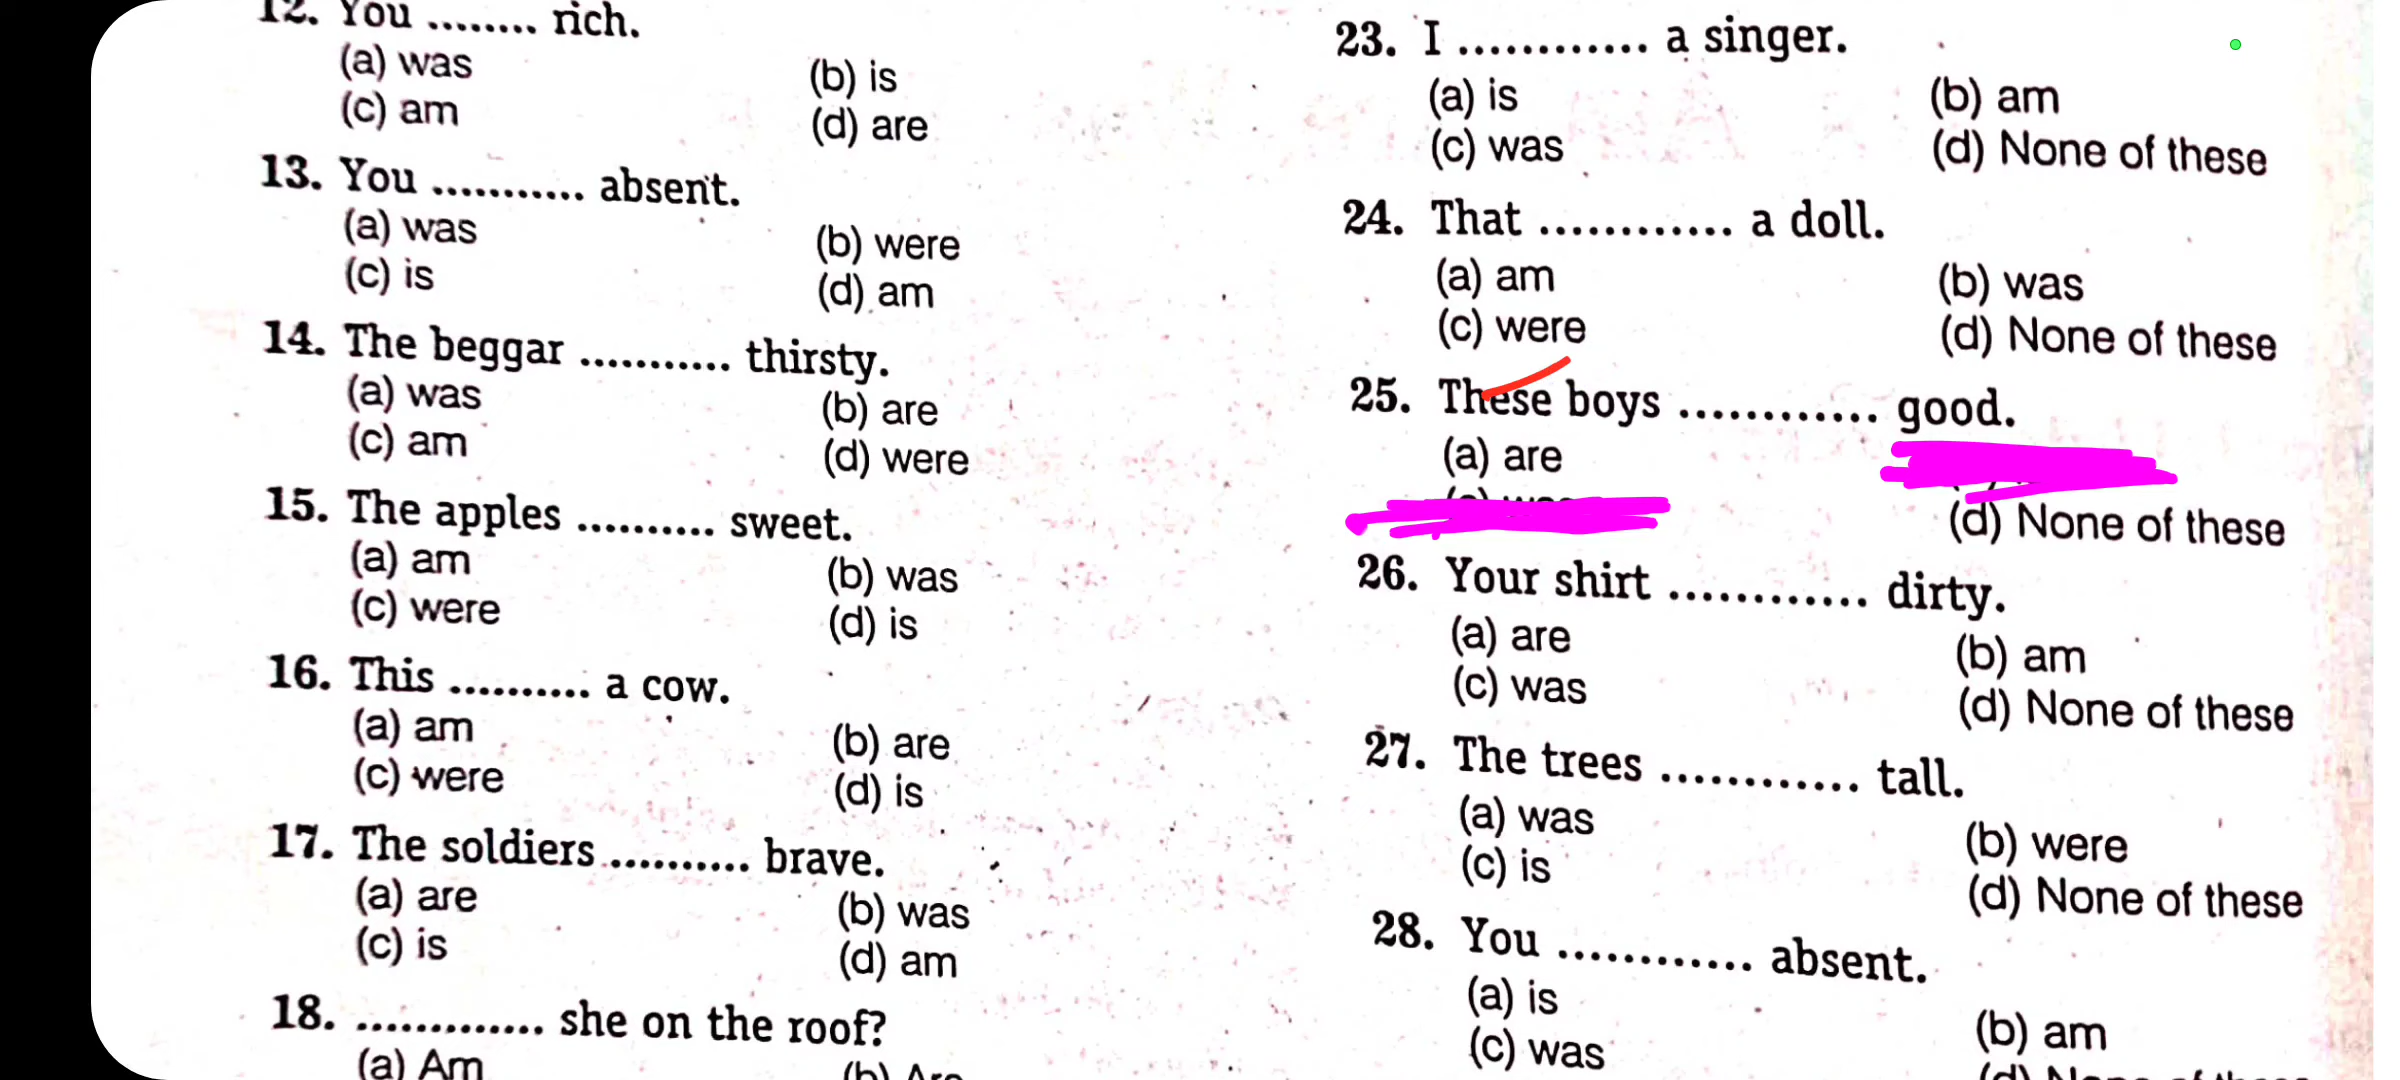 12. You ........ rich.
(a) was
(b) is
(c) am
(d) are
13. You ........... absent.
(a) was
(b) were
(c) is
(d) am
14. The beggar ........... thirsty.
(a) was
(b) are
(c) am
(d) were
15. The apples .......... sweet.
(a) am
(b) was
(c) were
(d) is
16. This .......... a cow.
(a) am
(b) are
(c) were
(d) is
17. The soldiers .......... brave.
(a) are
(b) was
(c) is
(d) am
18. ............. she on the roof?
(a) Am
(b) Are
23. I ............ a singer.
(a) is
(b) am
(c) was
(d) None of these
24. That ............ a doll.
(a) am
(b) was
(c) were
(d) None of these
25. These boys ............ good.
(a) are
(d) None of these
26. Your shirt ............ dirty.
(a) are
(b) am
(c) was
(d) None of these
27. The trees ............ tall.
(a) was
(b) were
(c) is
(d) None of these
28. You ............ absent.
(a) is
(b) am
(c) was